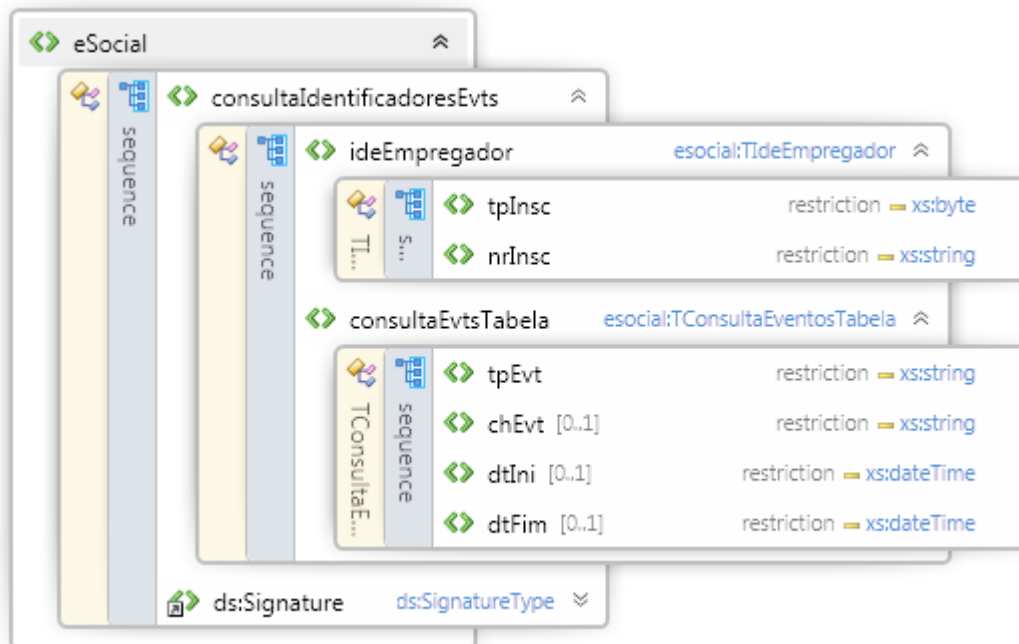 eSocial
sequence
consultaIdentificadoresEvts
sequence
ideEmpregador esocial:TIdeEmpregador
TI...
s...
tpInsc restriction xs:byte
nrInsc restriction xs:string
consultaEvtsTabela esocial:TConsultaEventosTabela
TConsultaE...
sequence
tpEvt restriction xs:string
chEvt [0..1] restriction xs:string
dtIni [0..1] restriction xs:dateTime
dtFim [0..1] restriction xs:dateTime
ds:Signature ds:SignatureType